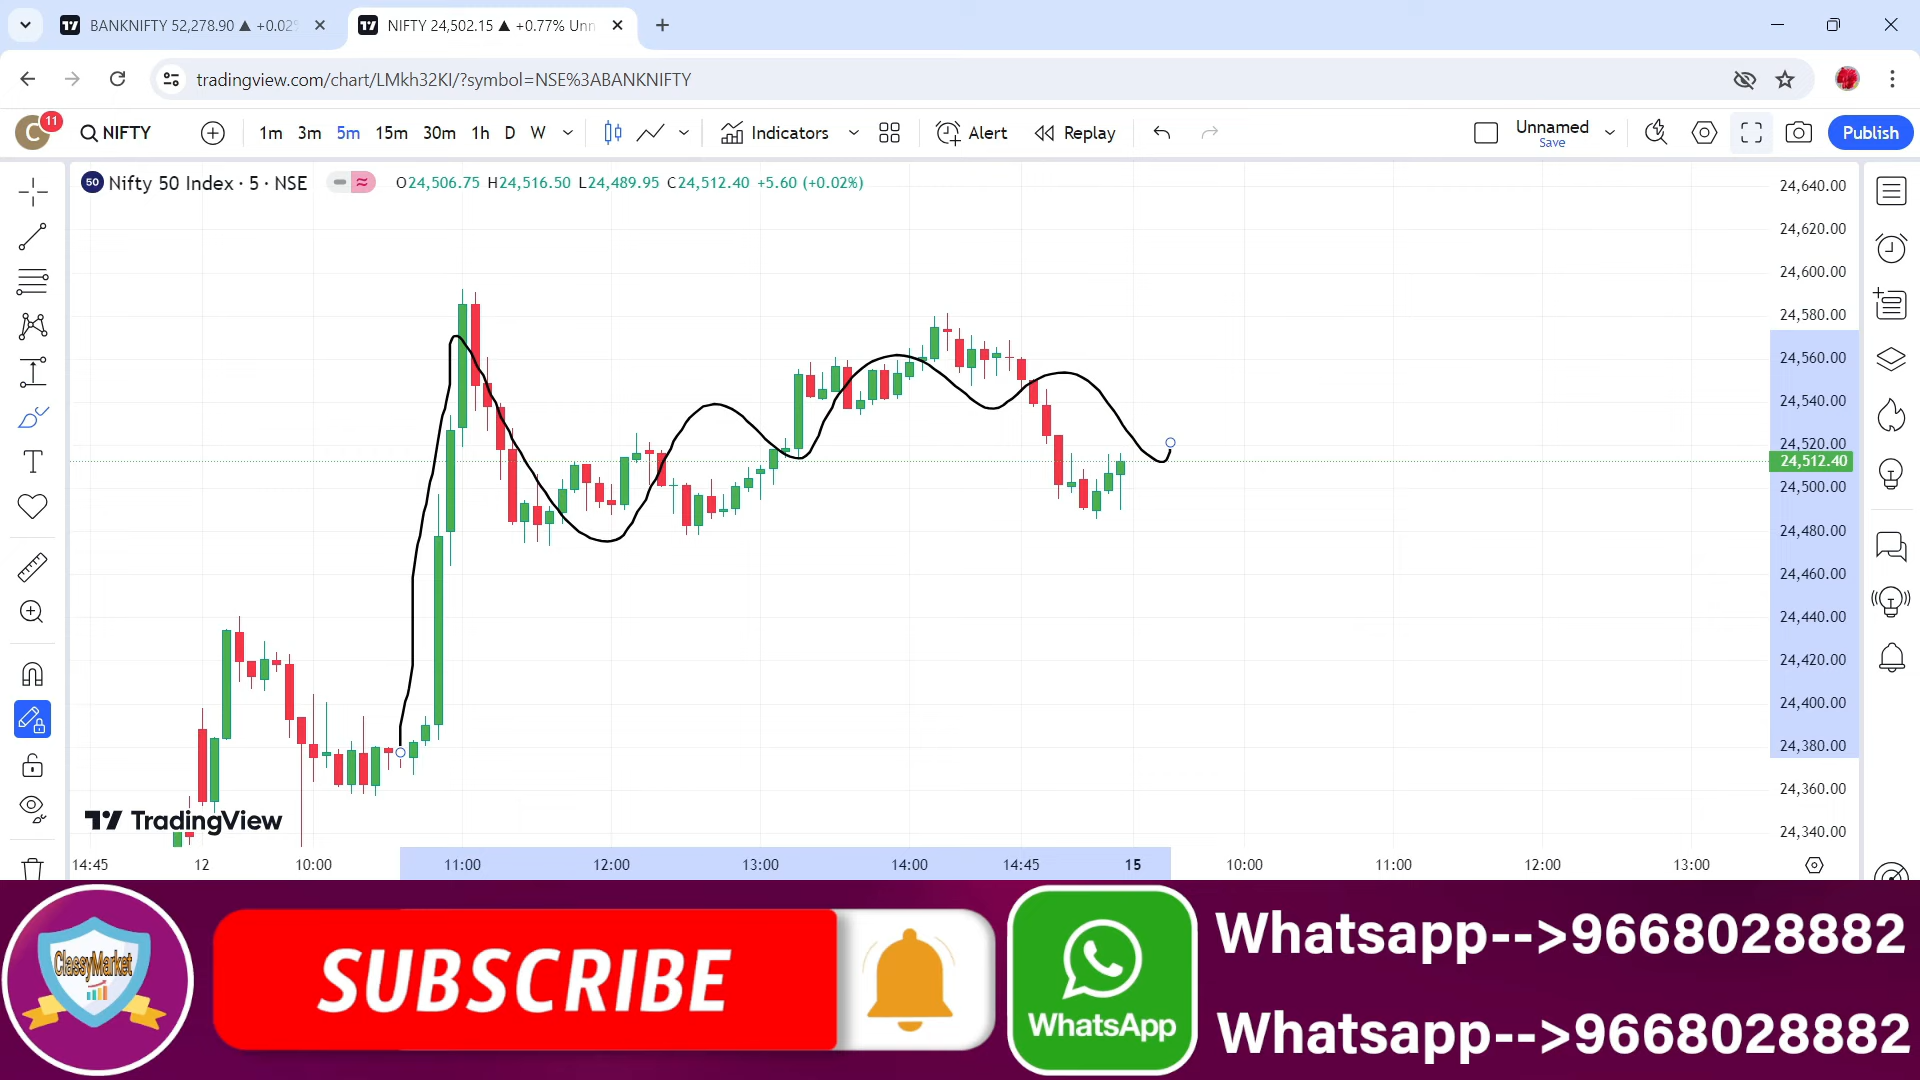 BANKNIFTY 52,278.90 ▲ +0.02%
NIFTY 24,502.15 ▲ +0.77% Unn
tradingview.com/chart/LMkh32KI/?symbol=NSE%3ABANKNIFTY
C 11 NIFTY 1m 3m 5m 15m 30m 1h D W Indicators Alert Replay Unnamed Save Publish
50 Nifty 50 Index · 5 · NSE O24,506.75 H24,516.50 L24,489.95 C24,512.40 +5.60 (+0.02%)
24,640.00
24,620.00
24,600.00
24,580.00
24,560.00
24,540.00
24,520.00
24,512.40
24,500.00
24,480.00
24,460.00
24,440.00
24,420.00
24,400.00
24,380.00
24,360.00
24,340.00
TradingView
14:45 12 10:00 11:00 12:00 13:00 14:00 14:45 15 10:00 11:00 12:00 13:00
ClassyMarket
SUBSCRIBE
WhatsApp
Whatsapp-->9668028882
Whatsapp-->9668028882